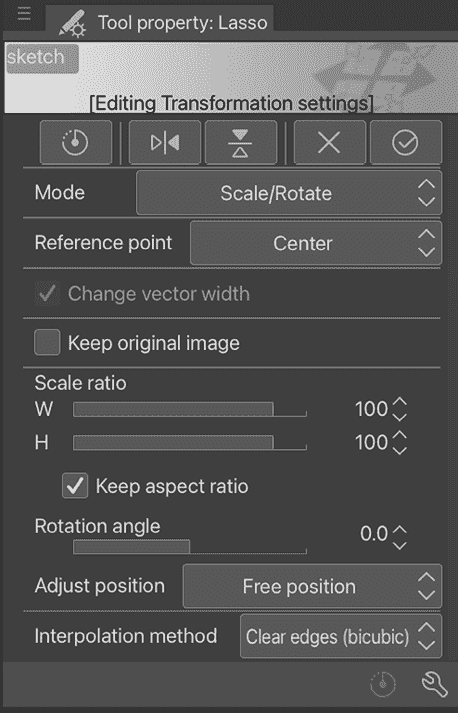 Tool property: Lasso
sketch
[Editing Transformation settings]
Mode Scale/Rotate
Reference point Center
Change vector width
Keep original image
Scale ratio
W 100
H 100
Keep aspect ratio
Rotation angle 0.0
Adjust position Free position
Interpolation method Clear edges (bicubic)